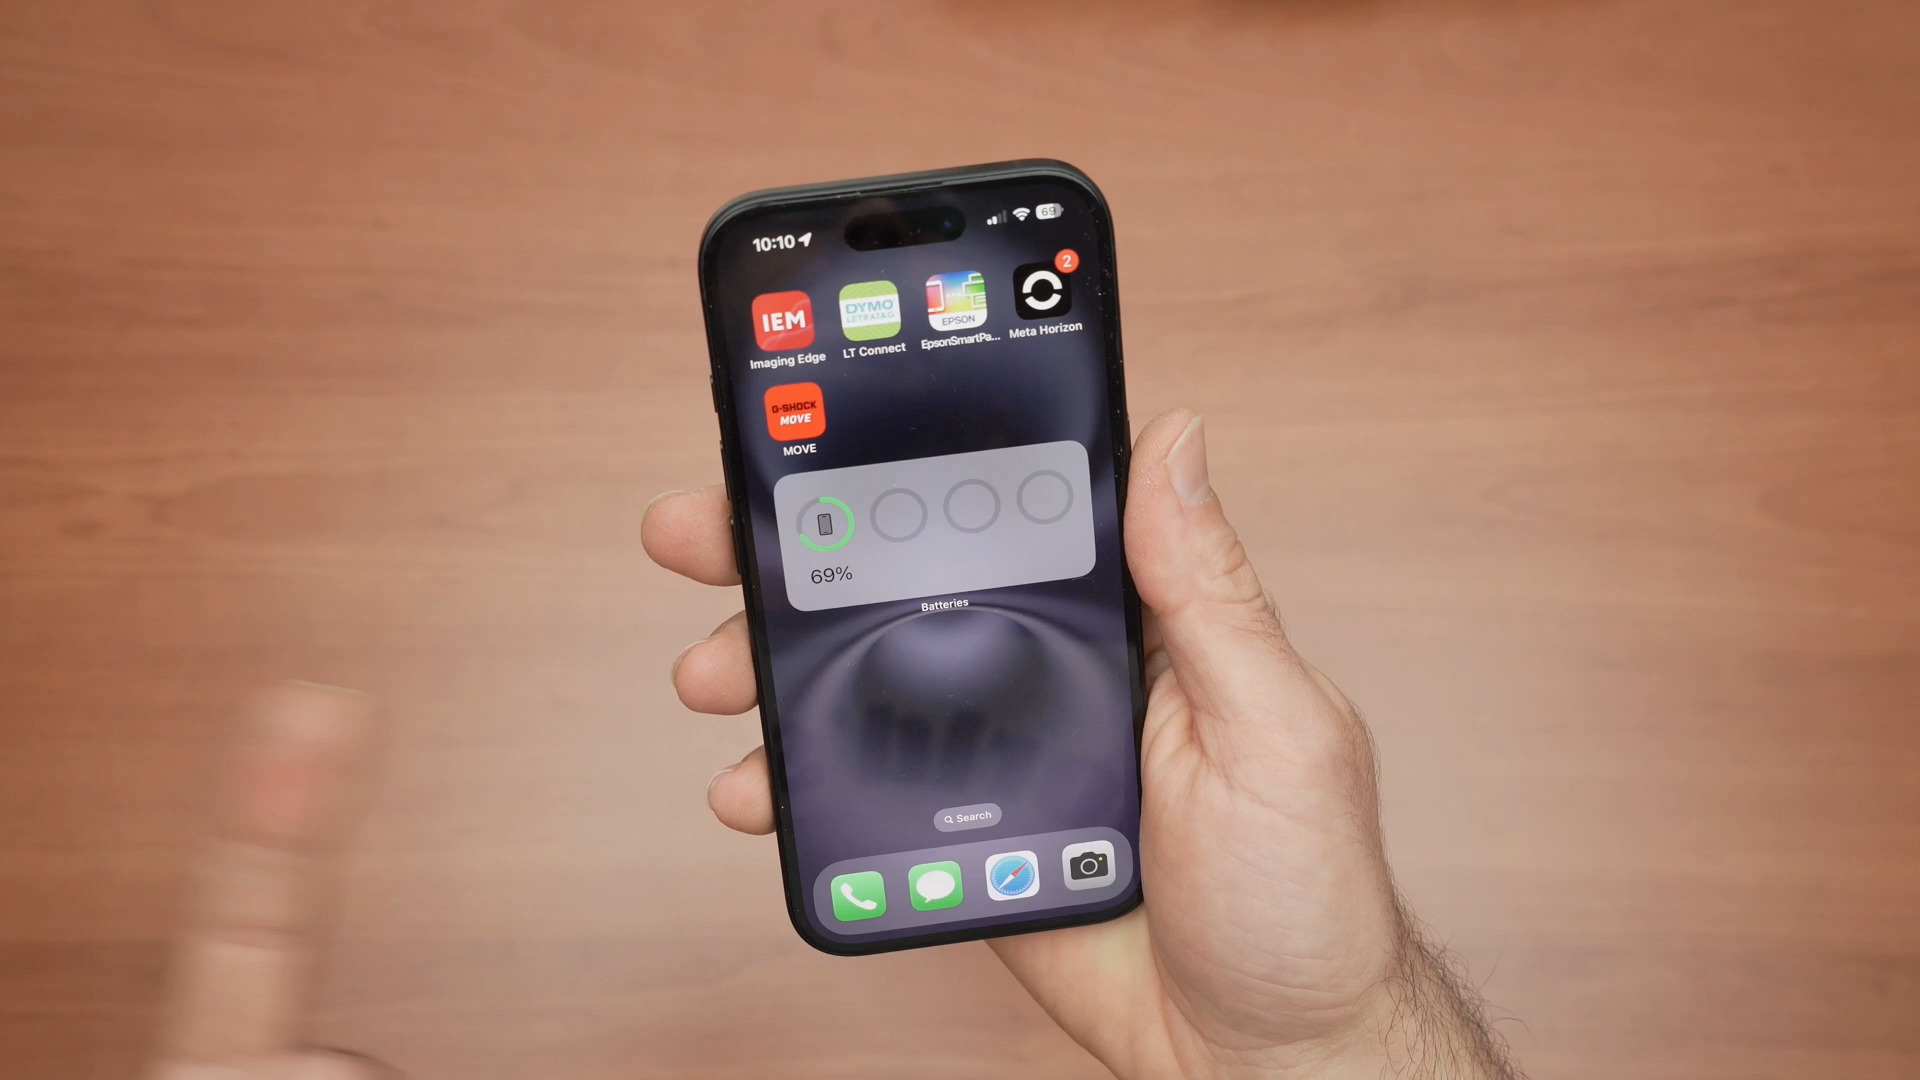 10:10
69
2
IEM
DYMO
LETRATAG
EPSON
Imaging Edge
LT Connect
EpsonSmartPa...
Meta Horizon
G-SHOCK
MOVE
MOVE
69%
Batteries
Search